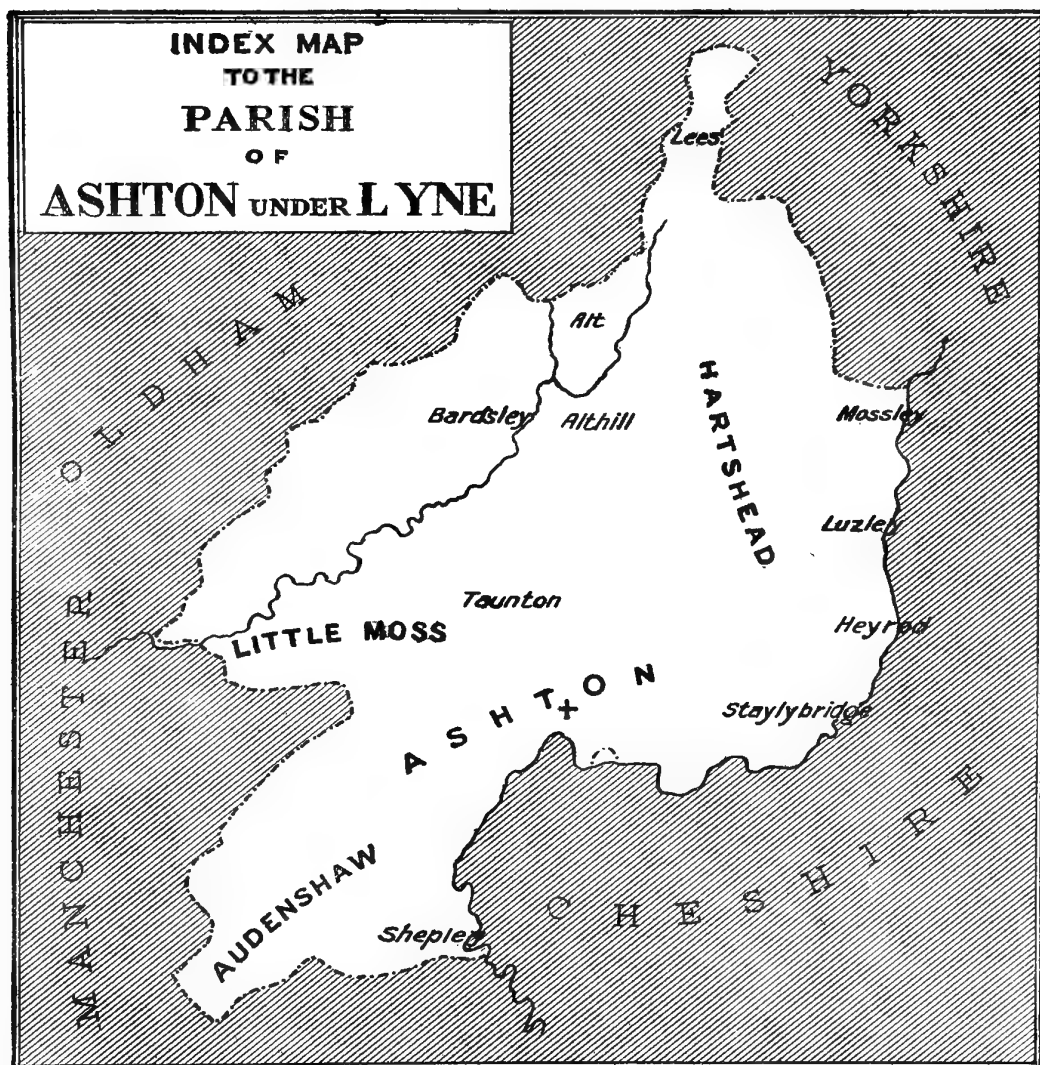 INDEX MAP
TO THE
PARISH
OF
ASHTON UNDER LYNE
YORKSHIRE
Lees
OLDHAM
Alt
HARTSHEAD
Bardsley
Althill
Mossley
Luzley
Taunton
LITTLE MOSS
Heyrod
ASHTON
Staylybridge
MANCHESTER
CHESHIRE
AUDENSHAW
Shepley